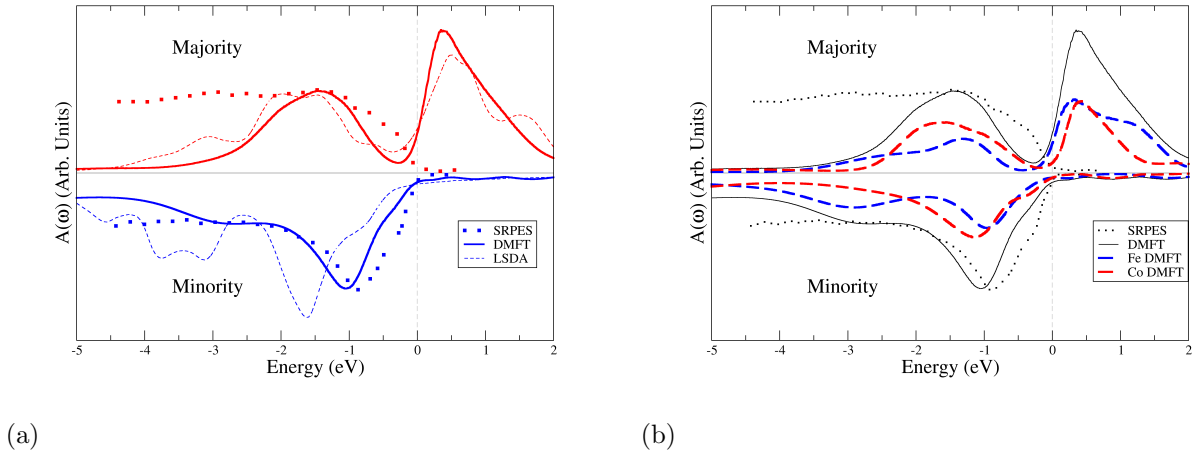 Majority
Minority
A(ω) (Arb. Units)
SRPES
DMFT
LSDA
-5 -4 -3 -2 -1 0 1 2
Energy (eV)
(a)
Majority
Minority
A(ω) (Arb. Units)
SRPES
DMFT
Fe DMFT
Co DMFT
-5 -4 -3 -2 -1 0 1 2
Energy (eV)
(b)